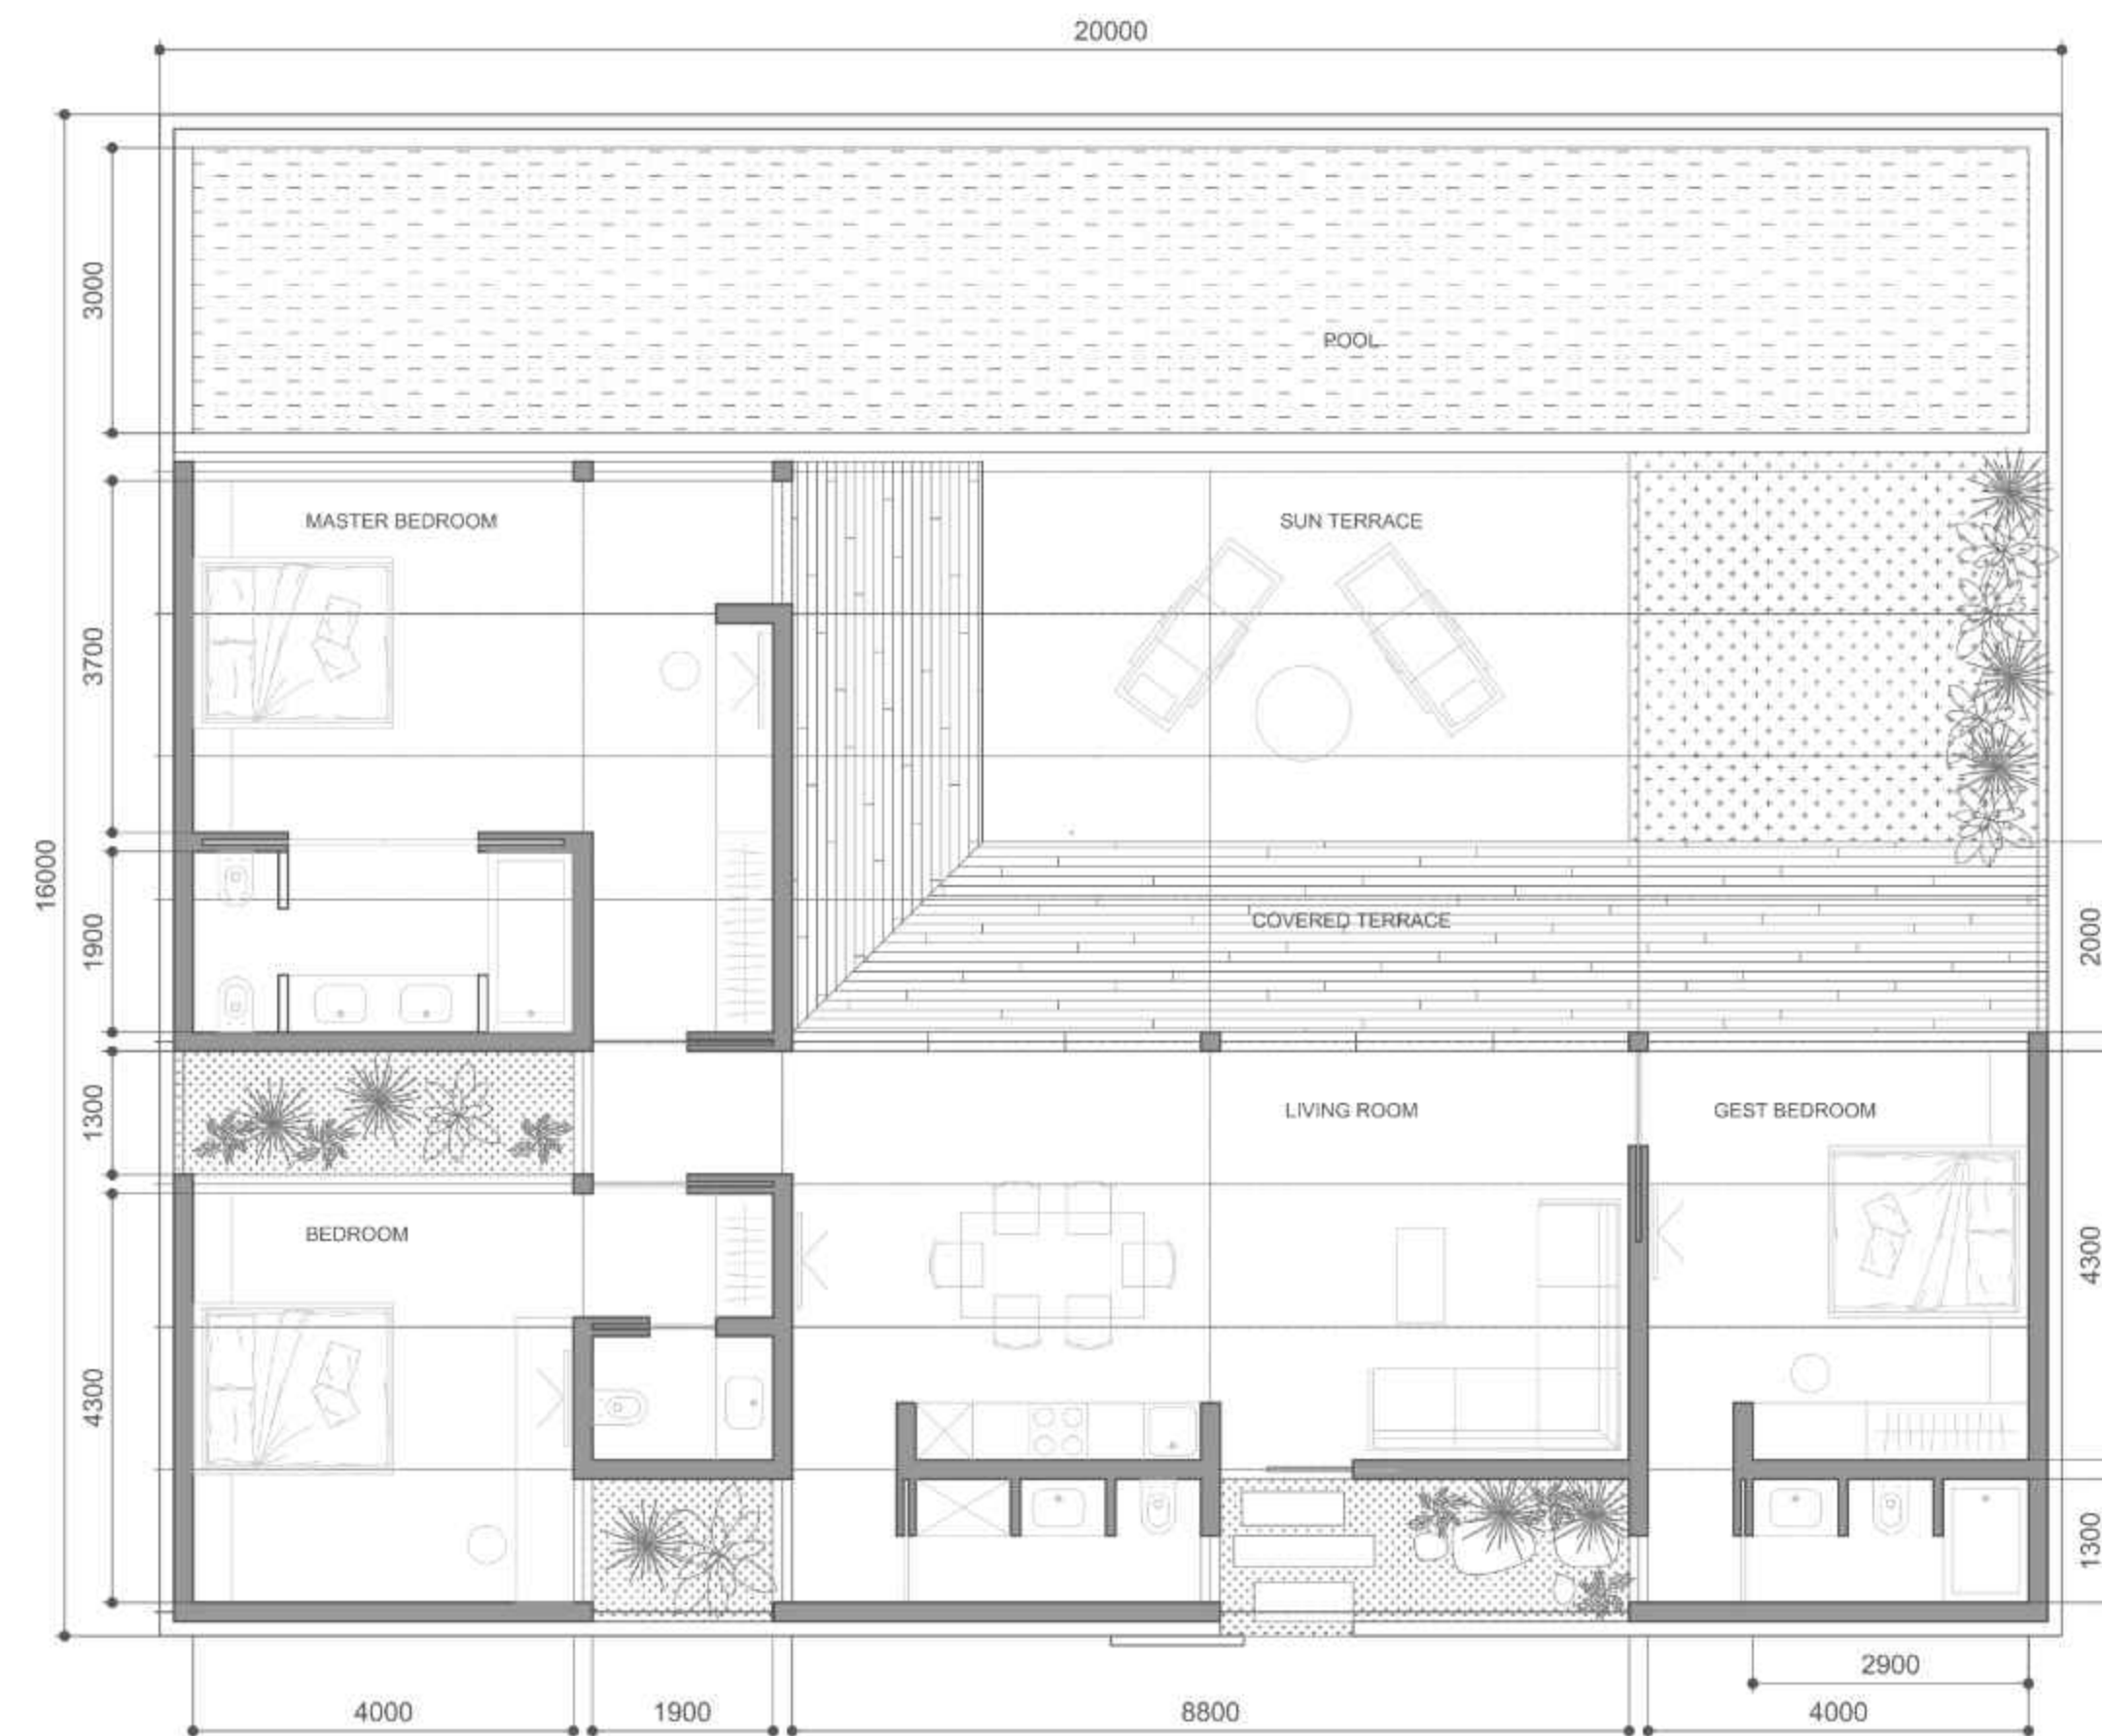 20000
3000
POOL
MASTER BEDROOM
SUN TERRACE
3700
16000
1900
COVERED TERRACE
2000
1300
LIVING ROOM
GEST BEDROOM
BEDROOM
4300
4300
1300
2900
4000
1900
8800
4000